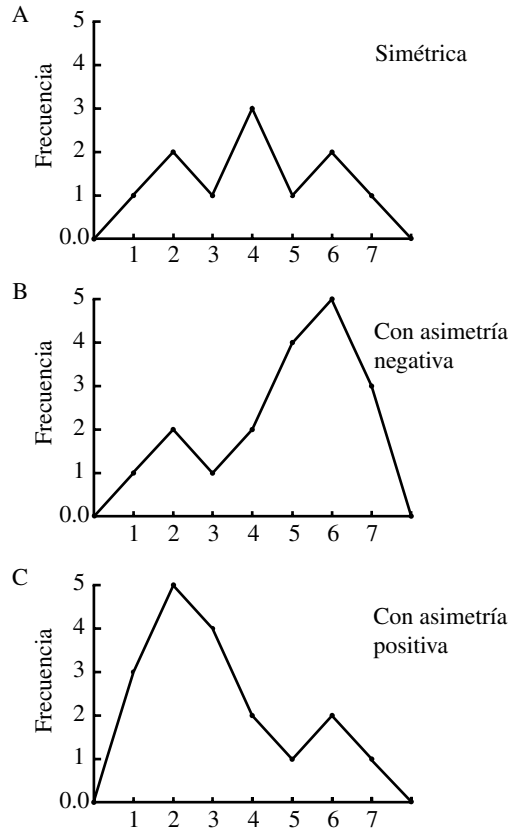 A
Simétrica
Frecuencia
5
4
3
2
1
0.0
1 2 3 4 5 6 7
B
Con asimetría
negativa
Frecuencia
5
4
3
2
1
0.0
1 2 3 4 5 6 7
C
Con asimetría
positiva
Frecuencia
5
4
3
2
1
0.0
1 2 3 4 5 6 7